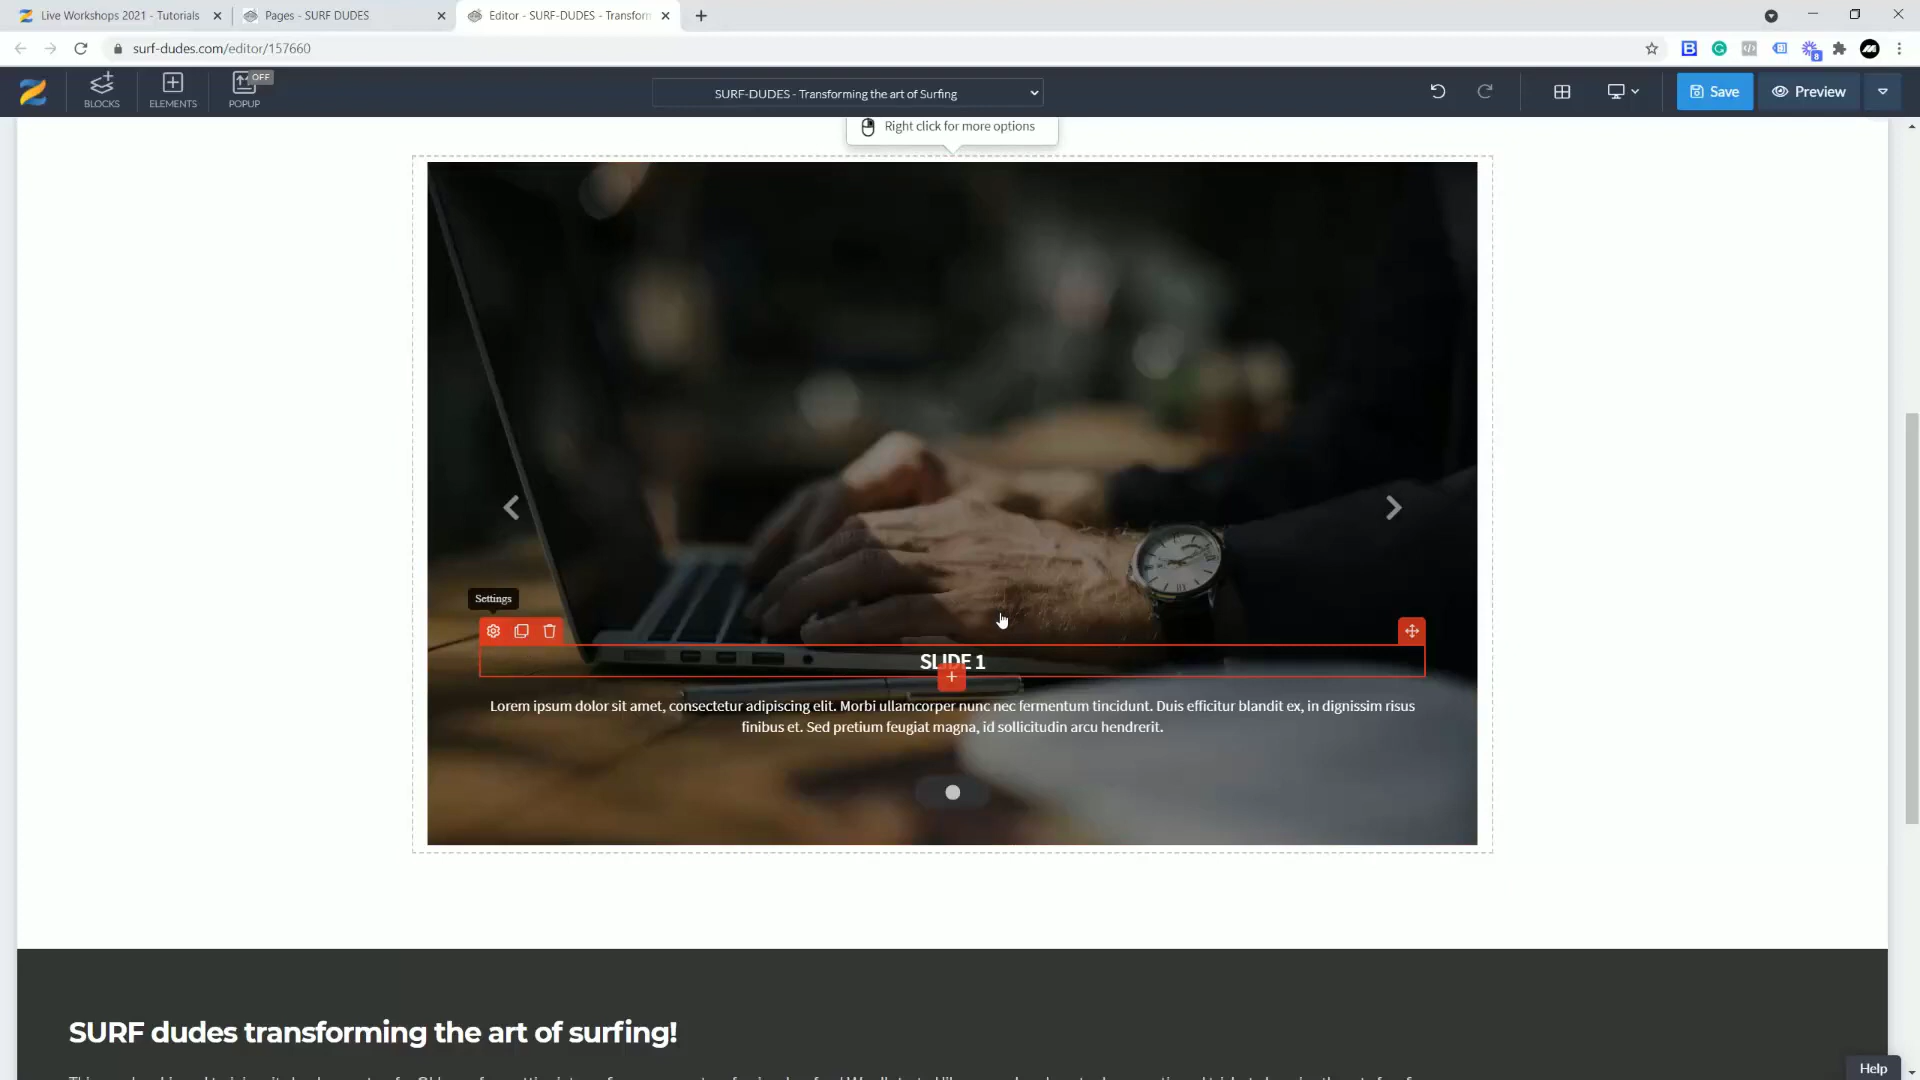 Live Workshops 2021 - Tutorials
Pages - SURF DUDES
Editor - SURF-DUDES - Transform
surf-dudes.com/editor/157660
8
BLOCKS
ELEMENTS
OFF
POPUP
SURF-DUDES - Transforming the art of Surfing
Save
Preview
Right click for more options
Settings
SLIDE 1
Lorem ipsum dolor sit amet, consectetur adipiscing elit. Morbi ullamcorper nunc nec fermentum tincidunt. Duis efficitur blandit ex, in dignissim risus
finibus et. Sed pretium feugiat magna, id sollicitudin arcu hendrerit.
SURF dudes transforming the art of surfing!
Help